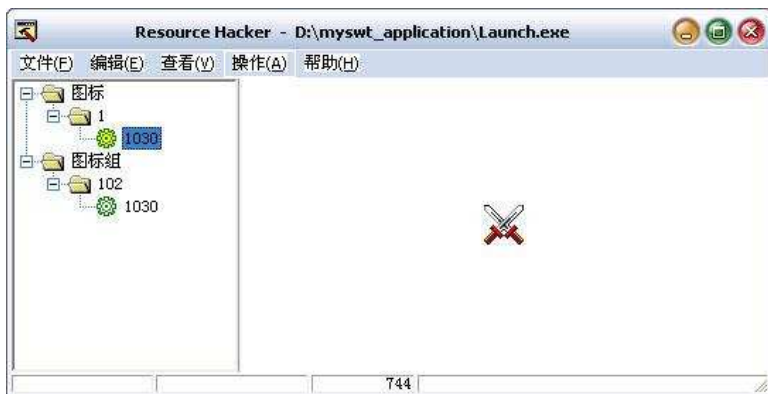 Resource Hacker - D:\myswt_application\Launch.exe
文件(F) 编辑(E) 查看(V) 操作(A) 帮助(H)
图标
1
1030
图标组
102
1030
744